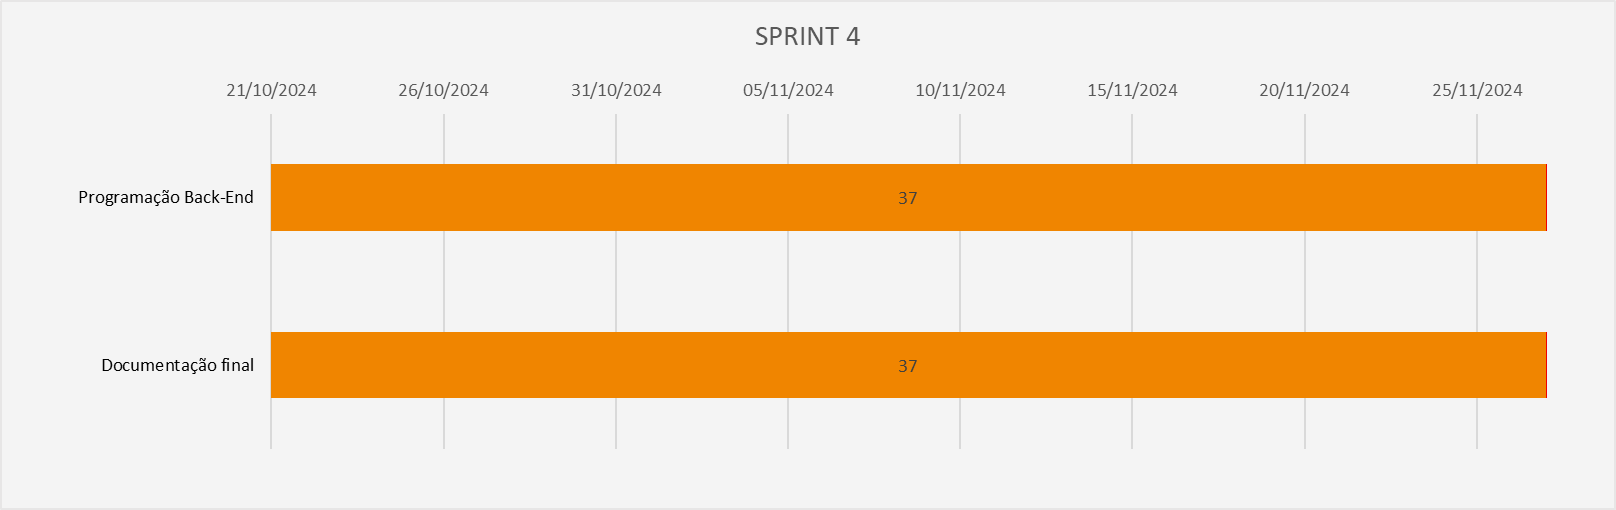 SPRINT 4
21/10/2024 26/10/2024 31/10/2024 05/11/2024 10/11/2024 15/11/2024 20/11/2024 25/11/2024
Programação Back-End 37
Documentação final 37